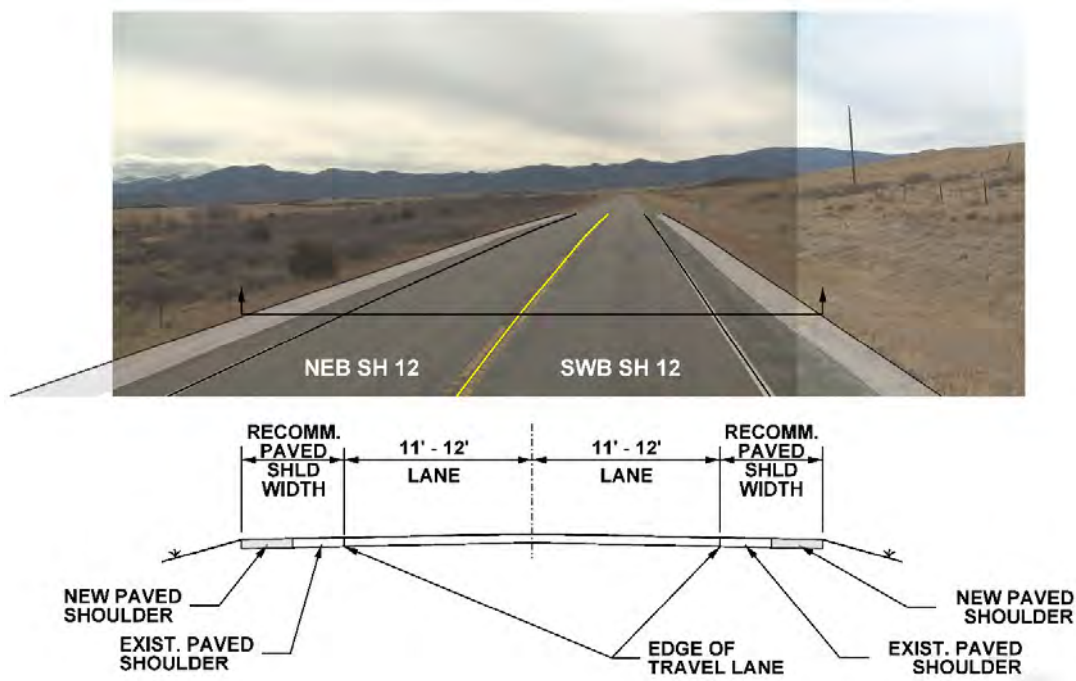 NEB SH 12
SWB SH 12
RECOMM.
PAVED
SHLD
WIDTH
11' - 12'
LANE
11' - 12'
LANE
RECOMM.
PAVED
SHLD
WIDTH
NEW PAVED
SHOULDER
EXIST. PAVED
SHOULDER
EDGE OF
TRAVEL LANE
EXIST. PAVED
SHOULDER
NEW PAVED
SHOULDER